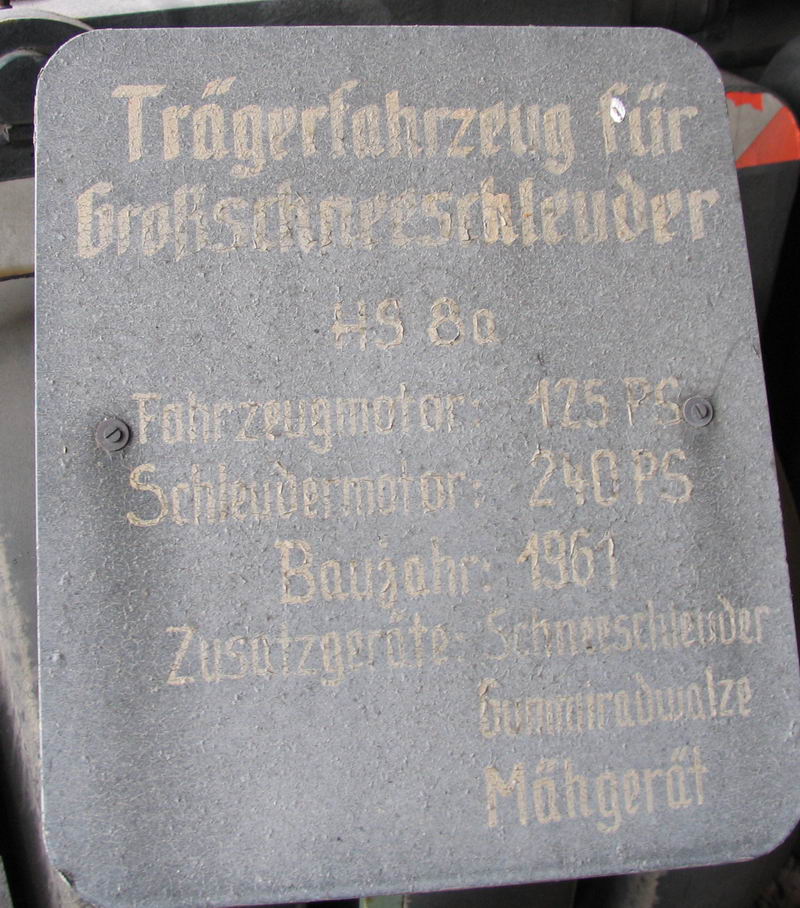 Trägerfahrzeug für
Großschneeschleuder
HS 8a
Fahrzeugmotor: 125 PS
Schleudermotor: 240 PS
Baujahr: 1961
Zusatzgeräte: Schneeschleuder
Gummiradwalze
Mähgerät